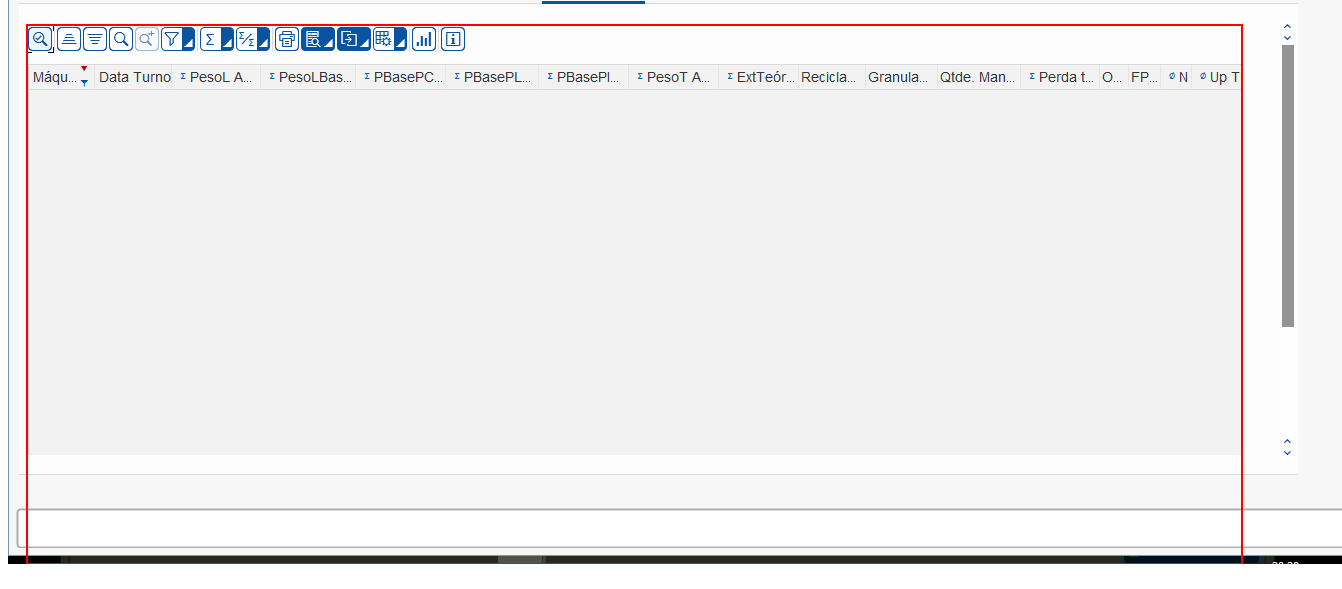 Máqu... Data Turno Σ PesoL A... Σ PesoLBas... Σ PBasePC... Σ PBasePL... Σ PBasePl... Σ PesoT A... Σ ExtTeór... Recicla... Granula... Qtde. Man... Σ Perda t... O... FP... Ø N Ø Up T